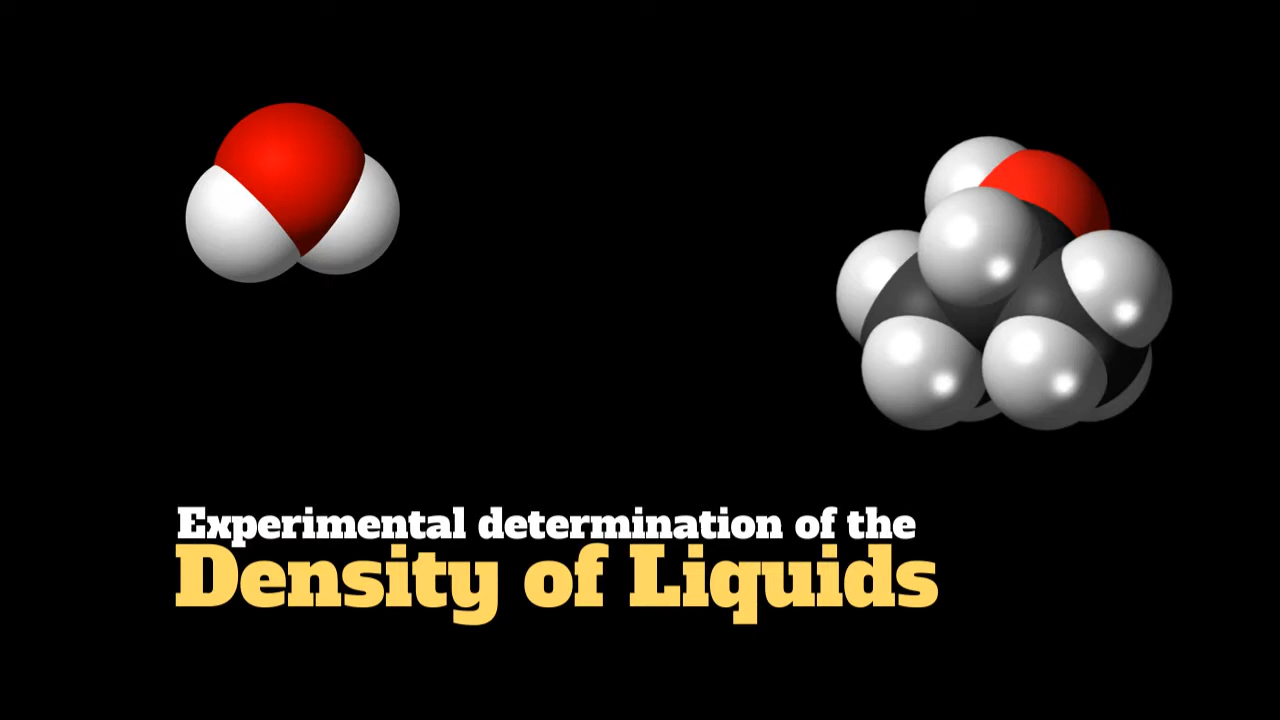 Experimental determination of the
Density of Liquids